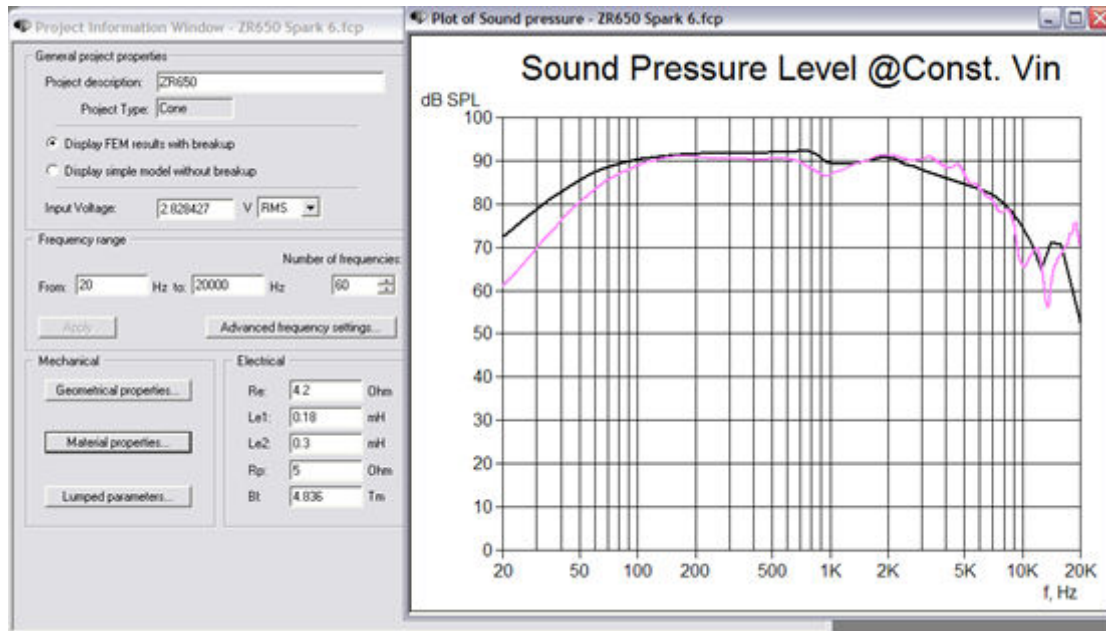 Project Information Window - ZR650 Spark 6.fcp
General project properties
Project description: ZR650
Project Type: Cone
Display FEM results with breakup
Display simple model without breakup
Input Voltage: 2.828427 V RMS
Frequency range
Number of frequencies:
From: 20 Hz to: 20000 Hz 60
Apply Advanced frequency settings...
Mechanical
Geometrical properties...
Material properties...
Lumped parameters...
Electrical
Re: 4.2 Ohm
Le1: 0.18 mH
Le2: 0.3 mH
Rp: 5 Ohm
Bl: 4.836 Tm
Plot of Sound pressure - ZR650 Spark 6.fcp
Sound Pressure Level @Const. Vin
dB SPL
100
90
80
70
60
50
40
30
20
10
0
20 50 100 200 500 1K 2K 5K 10K 20K
f, Hz